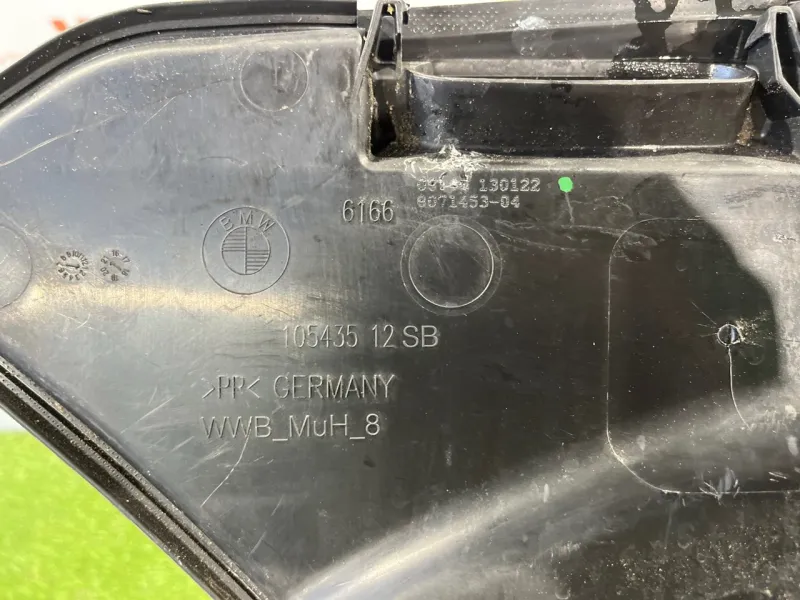 130122
8071453-04
6166
BMW
105435 12 SB
>PP< GERMANY
WWB_MuH_8